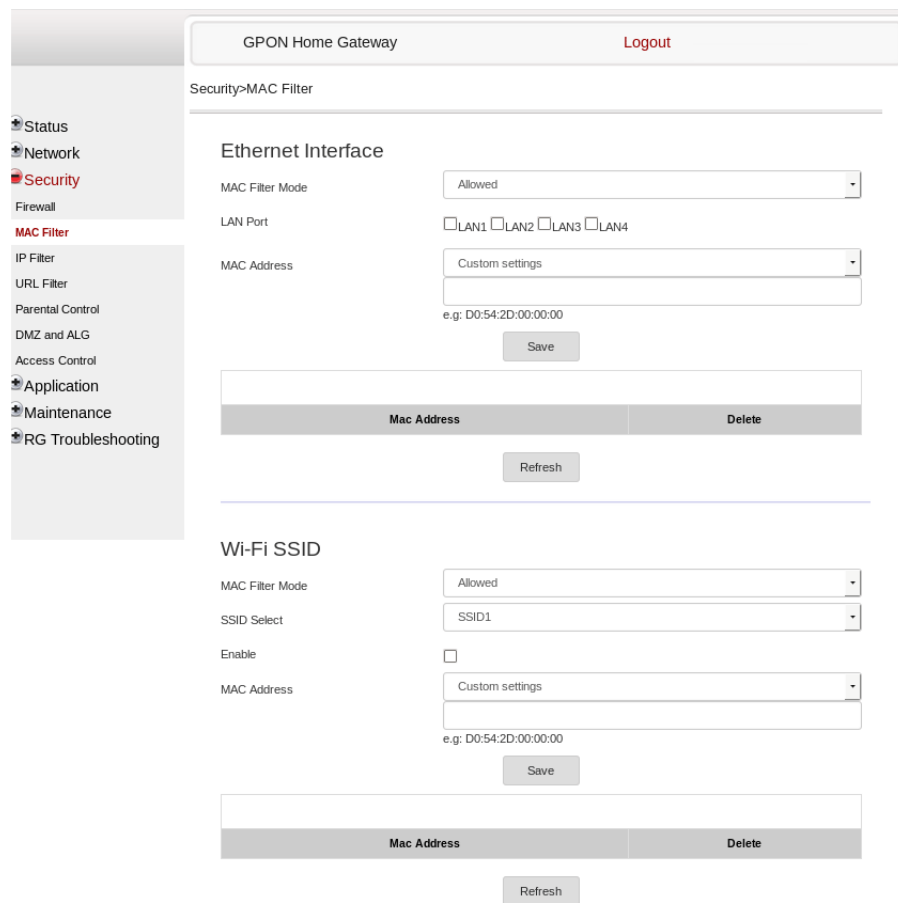 GPON Home Gateway Logout
Security>MAC Filter
Status
Network
Security
Firewall
MAC Filter
IP Filter
URL Filter
Parental Control
DMZ and ALG
Access Control
Application
Maintenance
RG Troubleshooting
Ethernet Interface
MAC Filter Mode Allowed
LAN Port LAN1 LAN2 LAN3 LAN4
MAC Address Custom settings
e.g: D0:54:2D:00:00:00
Save
Mac Address Delete
Refresh
Wi-Fi SSID
MAC Filter Mode Allowed
SSID Select SSID1
Enable
MAC Address Custom settings
e.g: D0:54:2D:00:00:00
Save
Mac Address Delete
Refresh